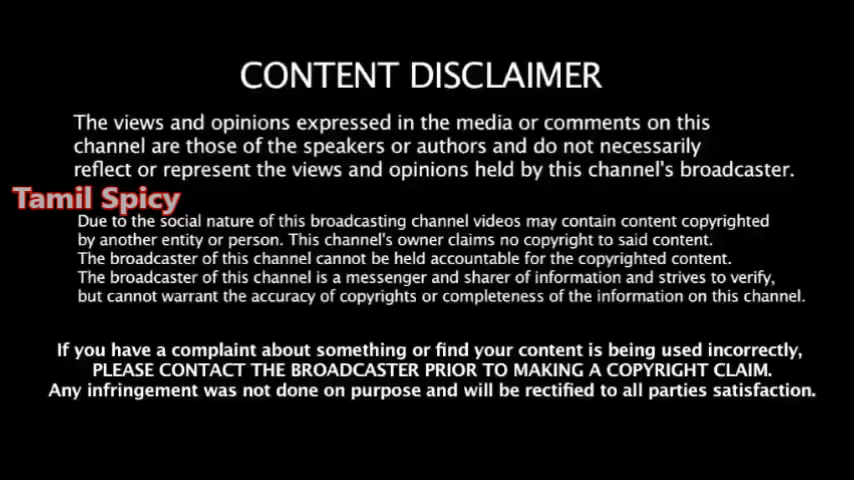 CONTENT DISCLAIMER
The views and opinions expressed in the media or comments on this
channel are those of the speakers or authors and do not necessarily
reflect or represent the views and opinions held by this channel's broadcaster.
Tamil Spicy
Due to the social nature of this broadcasting channel videos may contain content copyrighted
by another entity or person. This channel's owner claims no copyright to said content.
The broadcaster of this channel cannot be held accountable for the copyrighted content.
The broadcaster of this channel is a messenger and sharer of information and strives to verify,
but cannot warrant the accuracy of copyrights or completeness of the information on this channel.
If you have a complaint about something or find your content is being used incorrectly,
PLEASE CONTACT THE BROADCASTER PRIOR TO MAKING A COPYRIGHT CLAIM.
Any infringement was not done on purpose and will be rectified to all parties satisfaction.